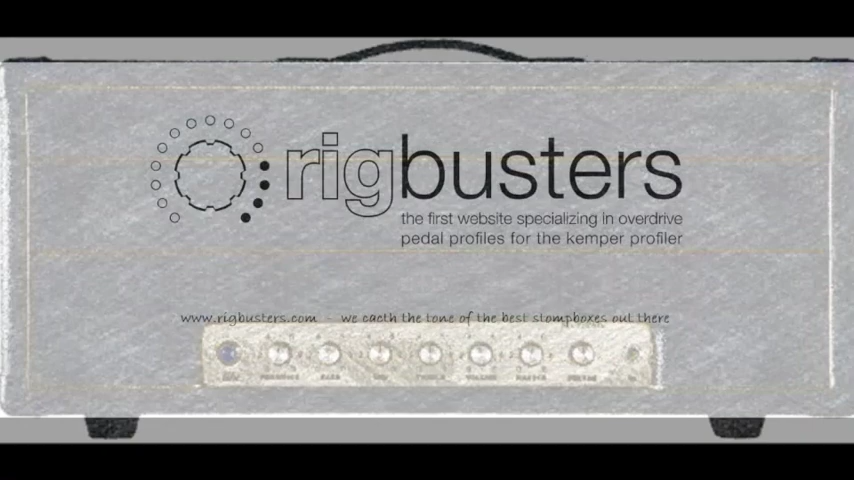 rigbusters
the first website specializing in overdrive
pedal profiles for the kemper profiler
www.rigbusters.com - we cacth the tone of the best stompboxes out there